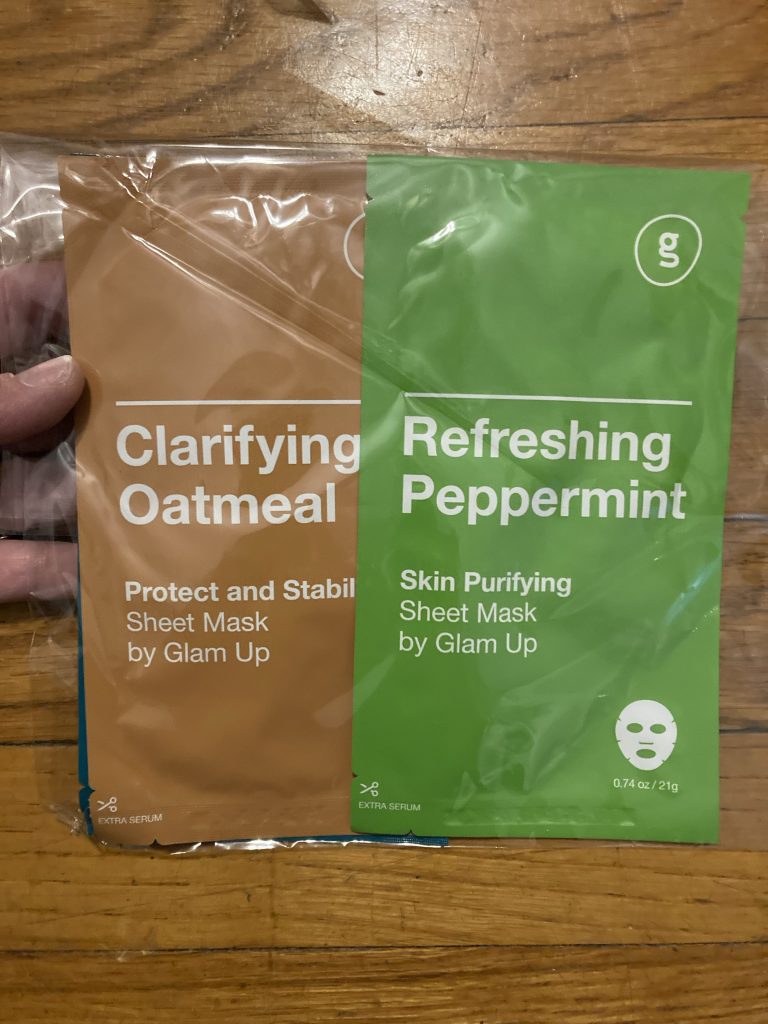 Clarifying
Oatmeal
Protect and Stabil
Sheet Mask
by Glam Up
EXTRA SERUM
g
Refreshing
Peppermint
Skin Purifying
Sheet Mask
by Glam Up
0.74 oz / 21g
EXTRA SERUM